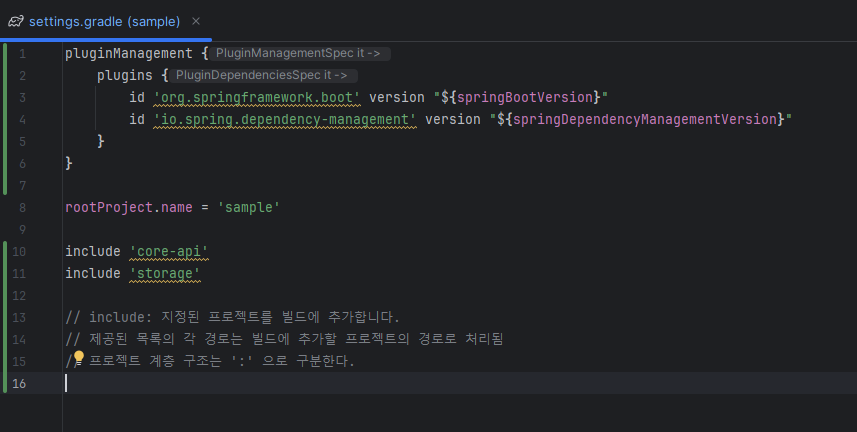 settings.gradle (sample)
1 pluginManagement { PluginManagementSpec it ->
2 plugins { PluginDependenciesSpec it ->
3 id 'org.springframework.boot' version "${springBootVersion}"
4 id 'io.spring.dependency-management' version "${springDependencyManagementVersion}"
5 }
6 }
7
8 rootProject.name = 'sample'
9
10 include 'core-api'
11 include 'storage'
12
13 // include: 지정된 프로젝트를 빌드에 추가합니다.
14 // 제공된 목록의 각 경로는 빌드에 추가할 프로젝트의 경로로 처리됨
15 // 프로젝트 계층 구조는 ':' 으로 구분한다.
16